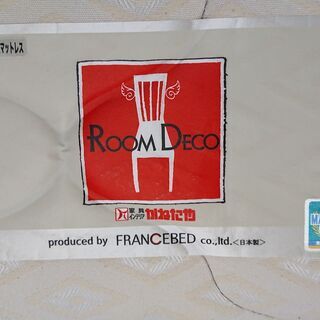 マットレス
ROOM DECO
家具
インテリア
かねたや
produced by FRANCEBED co.,ltd.<日本製>